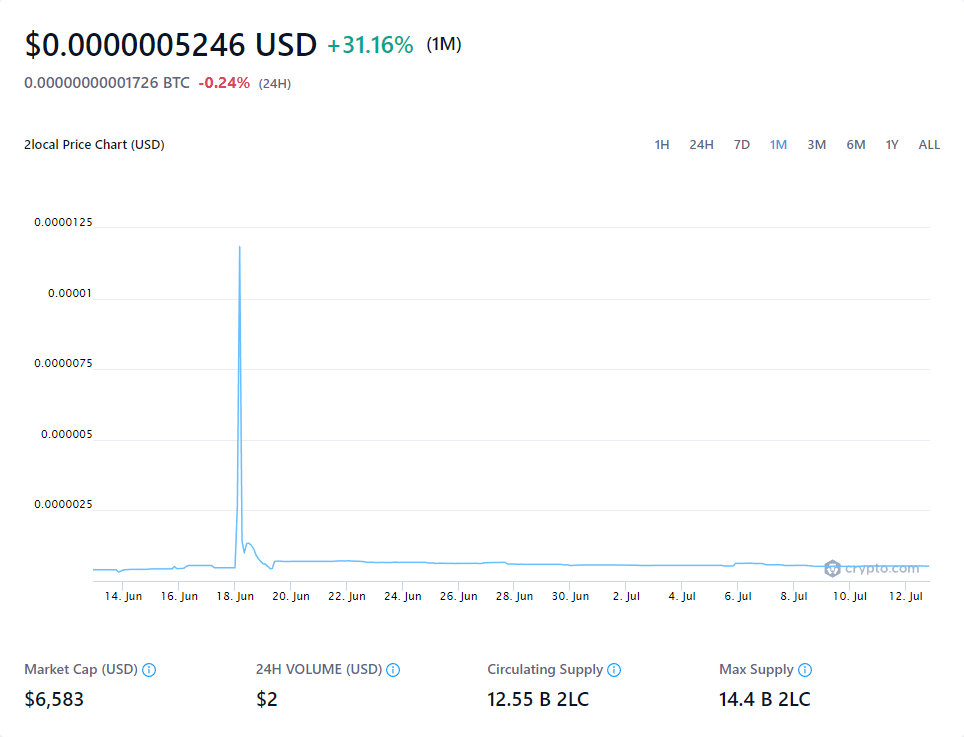 $0.0000005246 USD +31.16% (1M)
0.00000000001726 BTC -0.24% (24H)
2local Price Chart (USD) 1H 24H 7D 1M 3M 6M 1Y ALL
0.0000125
0.00001
0.0000075
0.000005
0.0000025
crypto.com
14. Jun 16. Jun 18. Jun 20. Jun 22. Jun 24. Jun 26. Jun 28. Jun 30. Jun 2. Jul 4. Jul 6. Jul 8. Jul 10. Jul 12. Jul
Market Cap (USD) 24H VOLUME (USD) Circulating Supply Max Supply
$6,583 $2 12.55 B 2LC 14.4 B 2LC